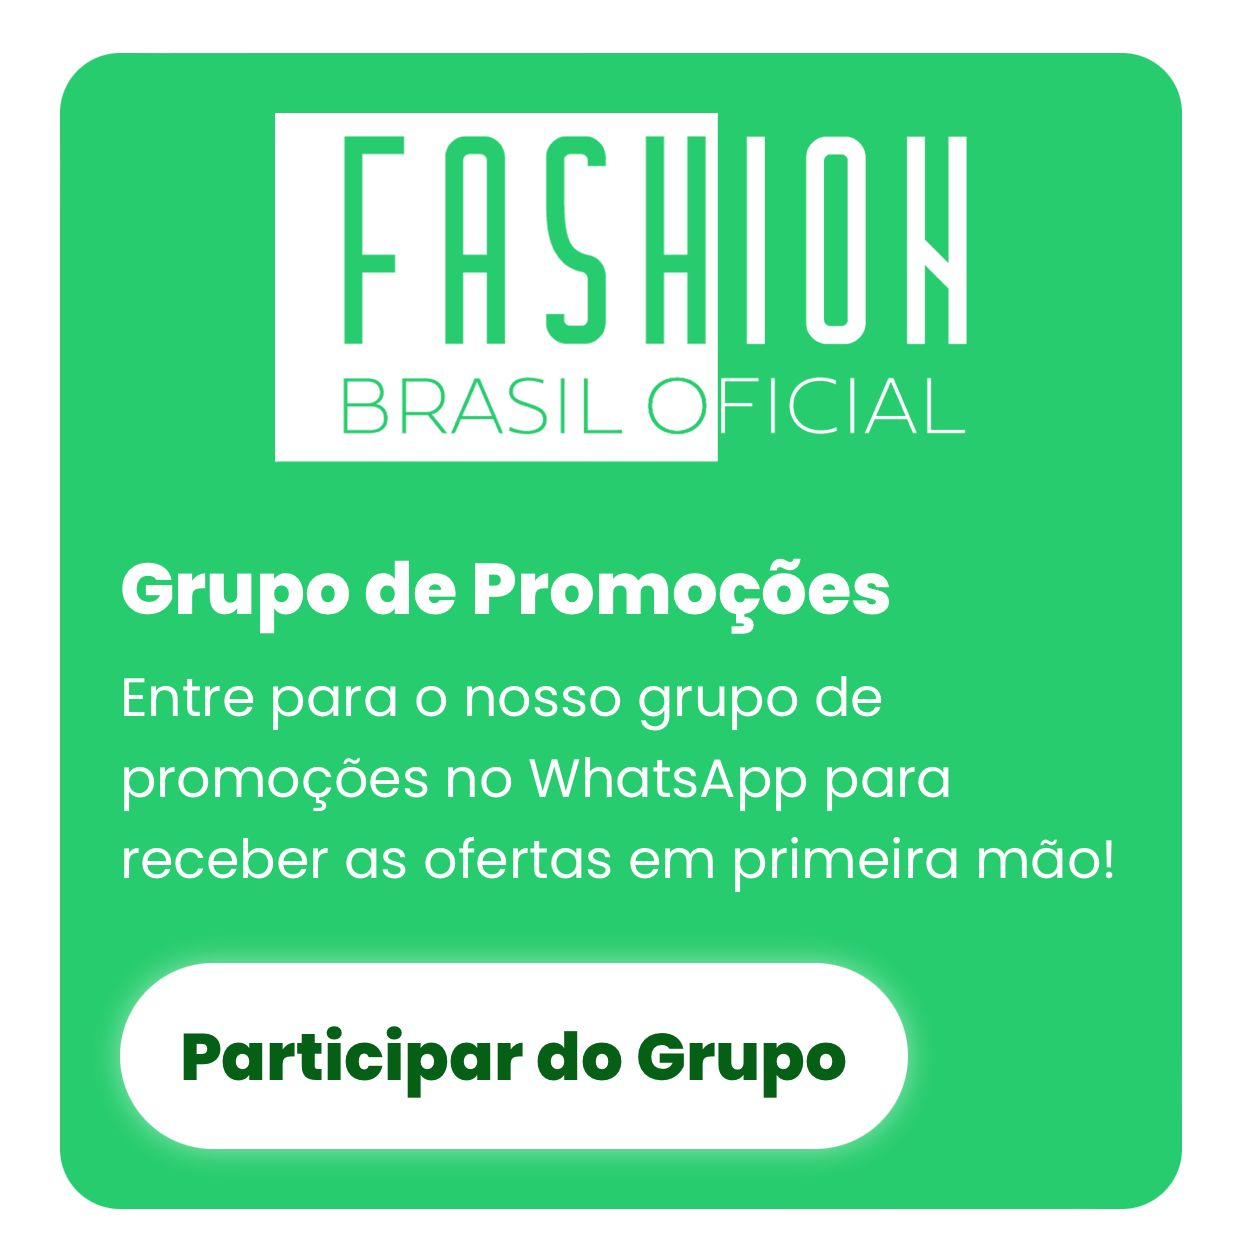 FASHION
BRASIL OFICIAL
Grupo de Promoções
Entre para o nosso grupo de
promoções no WhatsApp para
receber as ofertas em primeira mão!
Participar do Grupo